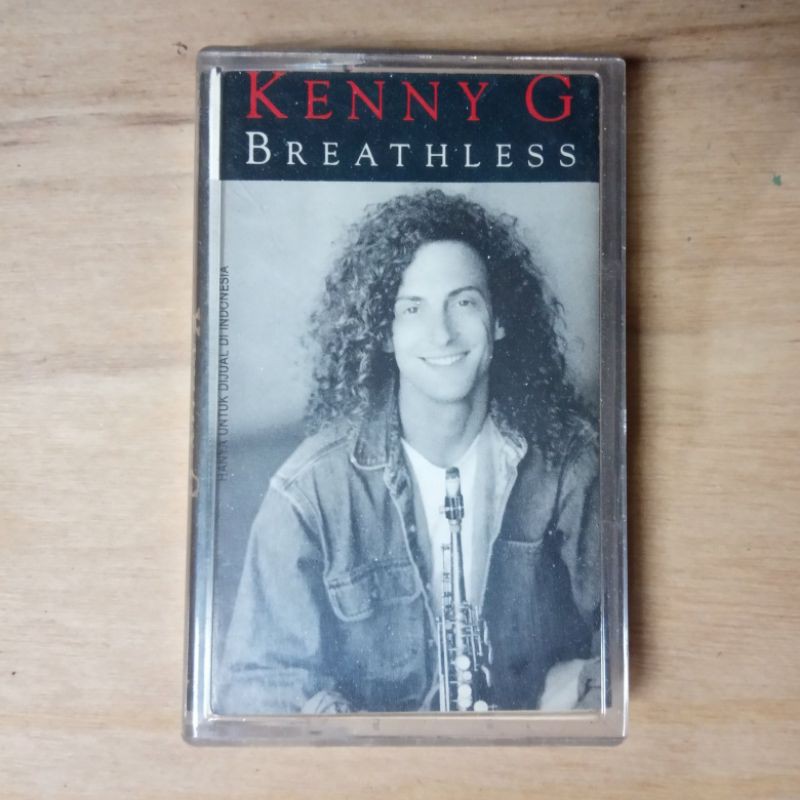 KENNY G
BREATHLESS
HANYA UNTUK DIJUAL DI INDONESIA